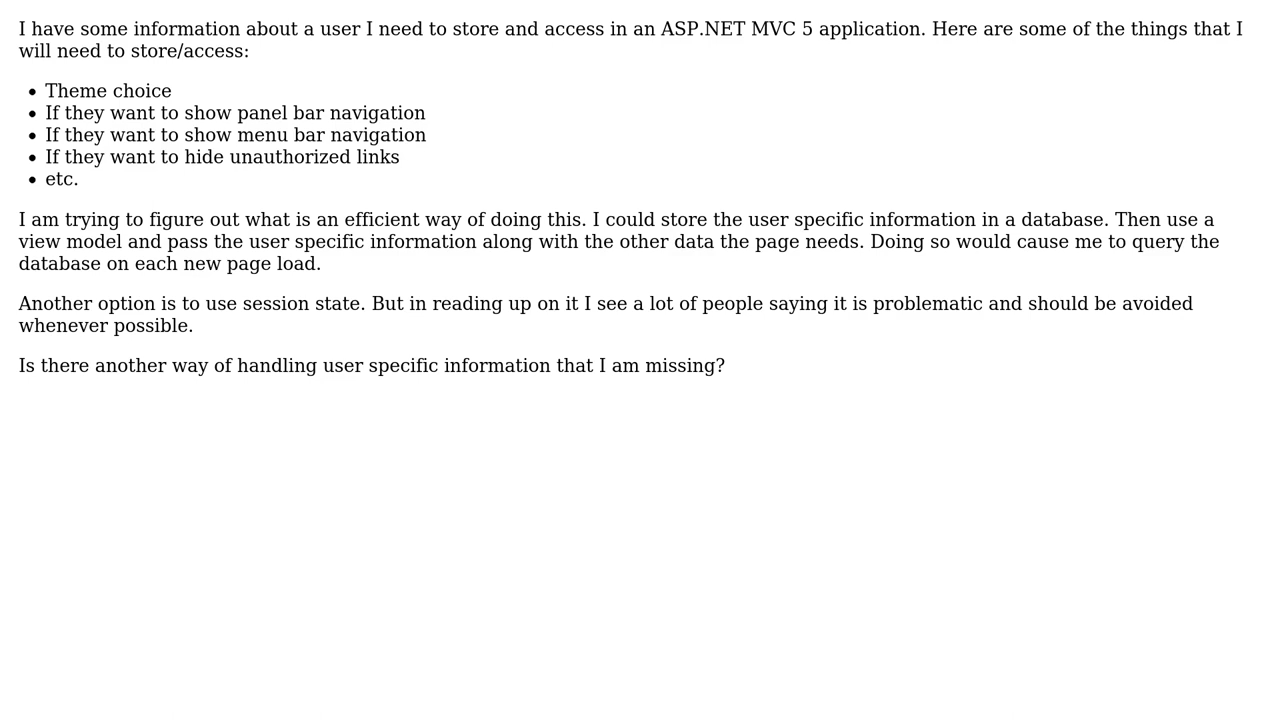 I have some information about a user I need to store and access in an ASP.NET MVC 5 application. Here are some of the things that I
will need to store/access:
• Theme choice
• If they want to show panel bar navigation
• If they want to show menu bar navigation
• If they want to hide unauthorized links
• etc.
I am trying to figure out what is an efficient way of doing this. I could store the user specific information in a database. Then use a
view model and pass the user specific information along with the other data the page needs. Doing so would cause me to query the
database on each new page load.
Another option is to use session state. But in reading up on it I see a lot of people saying it is problematic and should be avoided
whenever possible.
Is there another way of handling user specific information that I am missing?